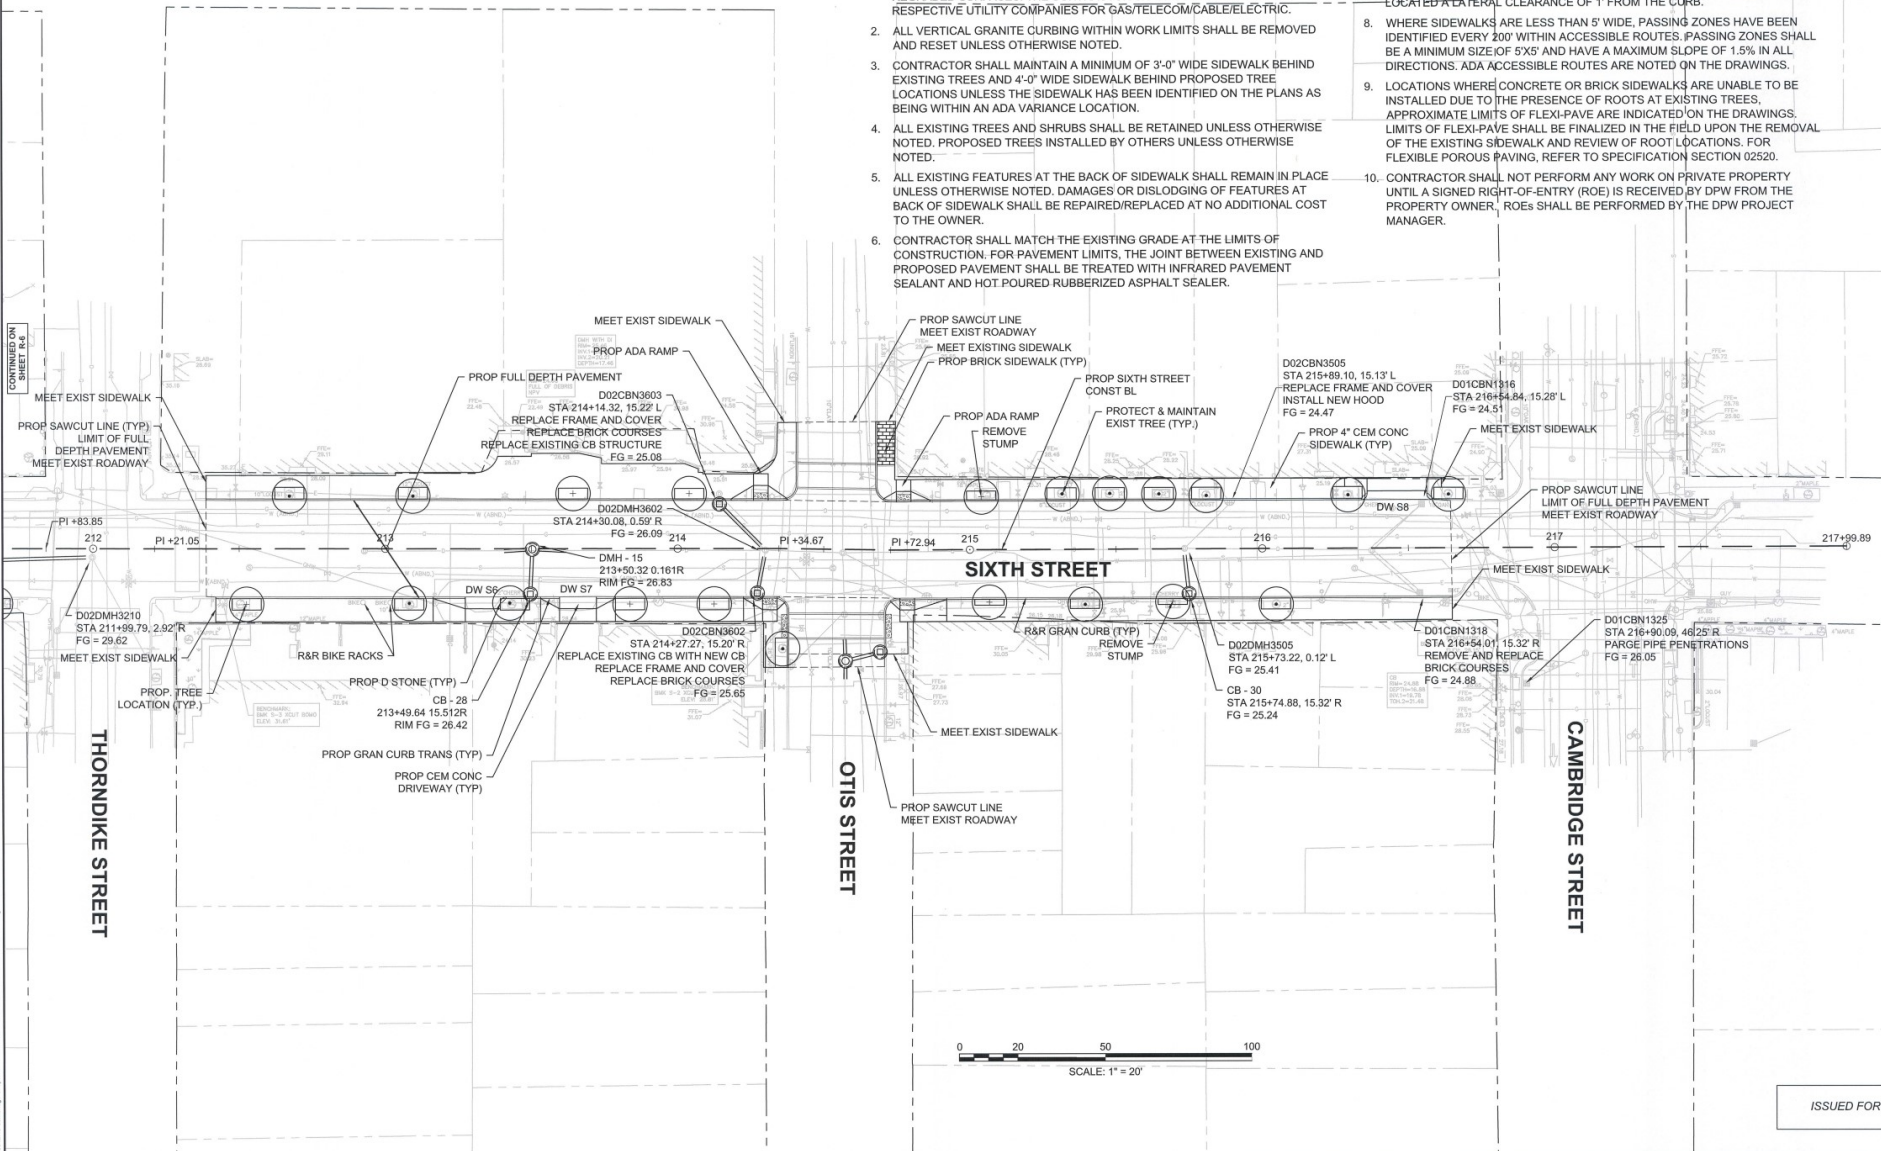 RESPECTIVE UTILITY COMPANIES FOR GAS/TELECOM/CABLE/ELECTRIC.
2. ALL VERTICAL GRANITE CURBING WITHIN WORK LIMITS SHALL BE REMOVED
AND RESET UNLESS OTHERWISE NOTED.
3. CONTRACTOR SHALL MAINTAIN A MINIMUM OF 3'-0" WIDE SIDEWALK BEHIND
EXISTING TREES AND 4'-0" WIDE SIDEWALK BEHIND PROPOSED TREE
LOCATIONS UNLESS THE SIDEWALK HAS BEEN IDENTIFIED ON THE PLANS AS
BEING WITHIN AN ADA VARIANCE LOCATION.
4. ALL EXISTING TREES AND SHRUBS SHALL BE RETAINED UNLESS OTHERWISE
NOTED. PROPOSED TREES INSTALLED BY OTHERS UNLESS OTHERWISE
NOTED.
5. ALL EXISTING FEATURES AT THE BACK OF SIDEWALK SHALL REMAIN IN PLACE
UNLESS OTHERWISE NOTED. DAMAGES OR DISLODGING OF FEATURES AT
BACK OF SIDEWALK SHALL BE REPAIRED/REPLACED AT NO ADDITIONAL COST
TO THE OWNER.
6. CONTRACTOR SHALL MATCH THE EXISTING GRADE AT THE LIMITS OF
CONSTRUCTION. FOR PAVEMENT LIMITS, THE JOINT BETWEEN EXISTING AND
PROPOSED PAVEMENT SHALL BE TREATED WITH INFRARED PAVEMENT
SEALANT AND HOT POURED RUBBERIZED ASPHALT SEALER.
LOCATED A LATERAL CLEARANCE OF 1' FROM THE CURB.
8. WHERE SIDEWALKS ARE LESS THAN 5' WIDE, PASSING ZONES HAVE BEEN
IDENTIFIED EVERY 200' WITHIN ACCESSIBLE ROUTES. PASSING ZONES SHALL
BE A MINIMUM SIZE OF 5'X5' AND HAVE A MAXIMUM SLOPE OF 1.5% IN ALL
DIRECTIONS. ADA ACCESSIBLE ROUTES ARE NOTED ON THE DRAWINGS.
9. LOCATIONS WHERE CONCRETE OR BRICK SIDEWALKS ARE UNABLE TO BE
INSTALLED DUE TO THE PRESENCE OF ROOTS AT EXISTING TREES,
APPROXIMATE LIMITS OF FLEXI-PAVE ARE INDICATED ON THE DRAWINGS.
LIMITS OF FLEXI-PAVE SHALL BE FINALIZED IN THE FIELD UPON THE REMOVAL
OF THE EXISTING SIDEWALK AND REVIEW OF ROOT LOCATIONS. FOR
FLEXIBLE POROUS PAVING, REFER TO SPECIFICATION SECTION 02520.
10. CONTRACTOR SHALL NOT PERFORM ANY WORK ON PRIVATE PROPERTY
UNTIL A SIGNED RIGHT-OF-ENTRY (ROE) IS RECEIVED BY DPW FROM THE
PROPERTY OWNER. ROEs SHALL BE PERFORMED BY THE DPW PROJECT
MANAGER.
CONTINUED ON
SHEET R-6
MEET EXIST SIDEWALK
PROP SAWCUT LINE (TYP)
LIMIT OF FULL
DEPTH PAVEMENT
MEET EXIST ROADWAY
MEET EXIST SIDEWALK
PROP ADA RAMP
PROP FULL DEPTH PAVEMENT
D02CBN3603
STA 214+14.32, 15.22' L
REPLACE FRAME AND COVER
REPLACE BRICK COURSES
REPLACE EXISTING CB STRUCTURE
FG = 25.08
PROP SAWCUT LINE
MEET EXIST ROADWAY
MEET EXISTING SIDEWALK
PROP BRICK SIDEWALK (TYP)
PROP SIXTH STREET
CONST BL
PROP ADA RAMP
REMOVE
STUMP
PROTECT & MAINTAIN
EXIST TREE (TYP.)
D02CBN3505
STA 215+89.10, 15.13' L
REPLACE FRAME AND COVER
INSTALL NEW HOOD
FG = 24.47
PROP 4" CEM CONC
SIDEWALK (TYP)
D01CBN1316
STA 216+54.84, 15.28' L
FG = 24.51
MEET EXIST SIDEWALK
PROP SAWCUT LINE
LIMIT OF FULL DEPTH PAVEMENT
MEET EXIST ROADWAY
DW S8
D02DMH3602
STA 214+30.08, 0.59' R
FG = 26.09
PI +83.85
212
PI +21.05
213
214
PI +34.67
PI +72.94
215
216
217
217+99.89
DMH - 15
213+50.32 0.161R
RIM FG = 26.83
SIXTH STREET
MEET EXIST SIDEWALK
DW S6
DW S7
D02DMH3210
STA 211+99.79, 2.92' R
FG = 29.62
MEET EXIST SIDEWALK
R&R BIKE RACKS
PROP. TREE
LOCATION (TYP.)
PROP D STONE (TYP)
CB - 28
213+49.64 15.512R
RIM FG = 26.42
PROP GRAN CURB TRANS (TYP)
PROP CEM CONC
DRIVEWAY (TYP)
D02CBN3602
STA 214+27.27, 15.20' R
REPLACE EXISTING CB WITH NEW CB
REPLACE FRAME AND COVER
REPLACE BRICK COURSES
FG = 25.65
R&R GRAN CURB (TYP)
REMOVE
STUMP
D02DMH3505
STA 215+73.22, 0.12' L
FG = 25.41
CB - 30
STA 215+74.88, 15.32' R
FG = 25.24
D01CBN1318
STA 216+54.01, 15.32' R
REMOVE AND REPLACE
BRICK COURSES
FG = 24.88
D01CBN1325
STA 216+90.09, 46.25' R
PARGE PIPE PENETRATIONS
FG = 26.05
MEET EXIST SIDEWALK
PROP SAWCUT LINE
MEET EXIST ROADWAY
THORNDIKE STREET
OTIS STREET
CAMBRIDGE STREET
0 20 50 100
SCALE: 1" = 20'
ISSUED FOR